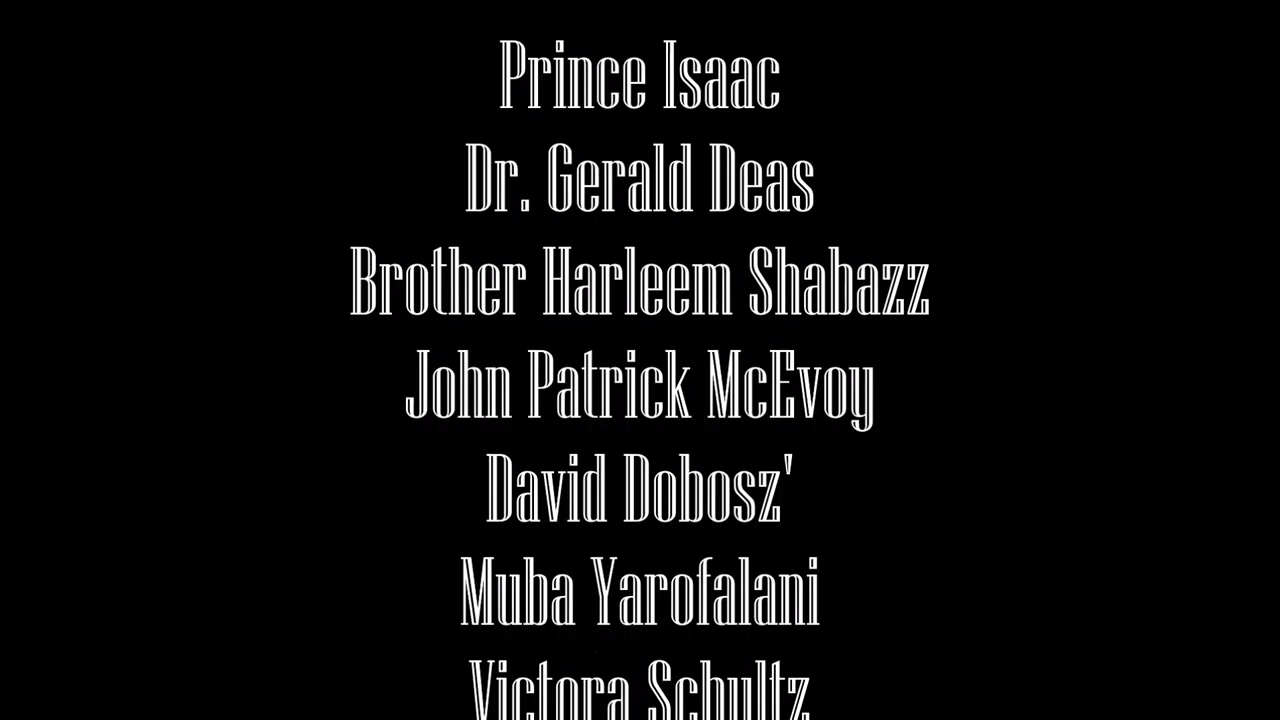 Prince Isaac
Dr. Gerald Deas
Brother Harleem Shabazz
John Patrick McEvoy
David Dobosz'
Muba Yarofalani
Victora Schultz